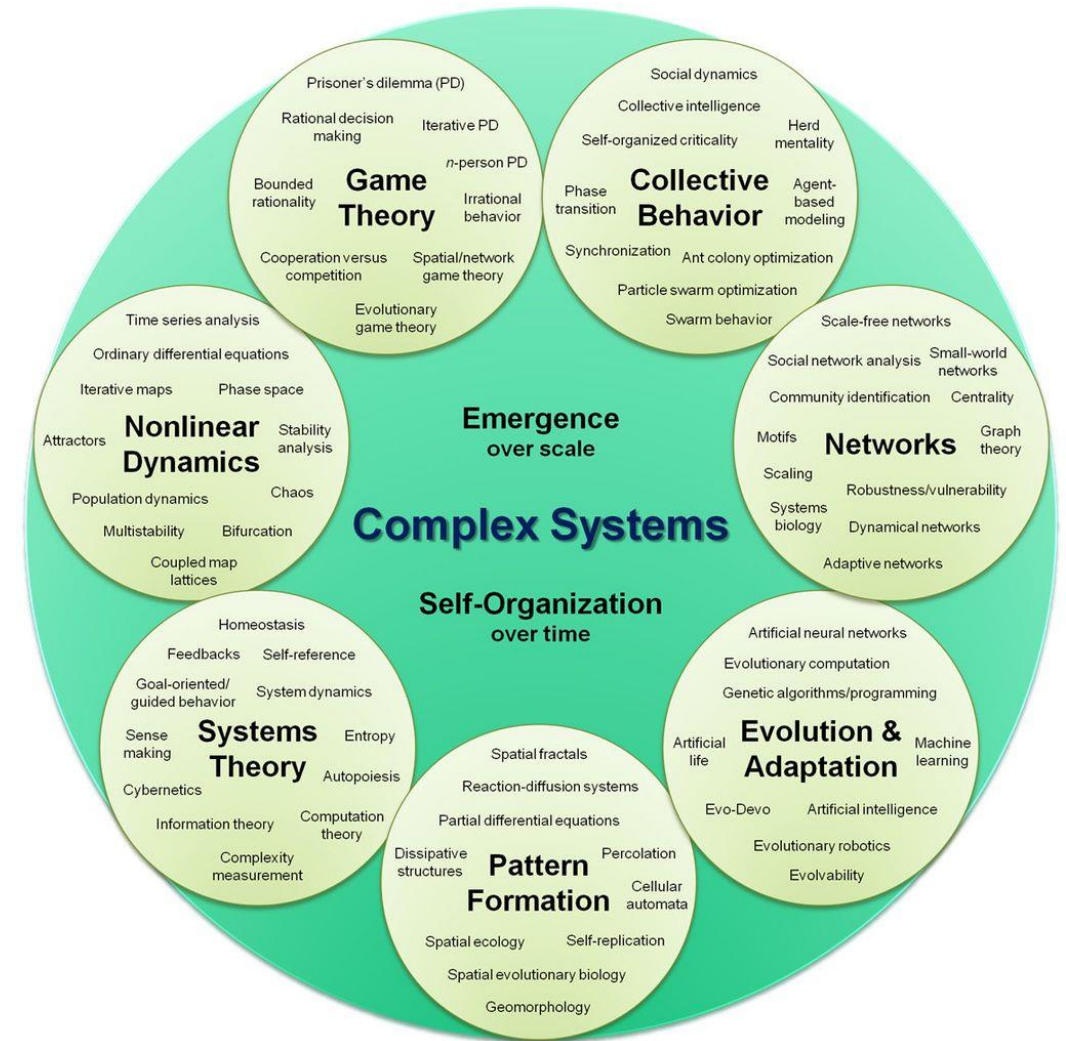 Prisoner's dilemma (PD)
Rational decision
making
Iterative PD
n-person PD
Game
Theory
Bounded
rationality
Irrational
behavior
Cooperation versus
competition
Spatial/network
game theory
Evolutionary
game theory
Social dynamics
Collective intelligence
Self-organized criticality
Herd
mentality
Collective
Behavior
Phase
transition
Agent-
based
modeling
Synchronization
Ant colony optimization
Particle swarm optimization
Swarm behavior
Time series analysis
Ordinary differential equations
Iterative maps
Phase space
Attractors
Nonlinear
Dynamics
Stability
analysis
Population dynamics
Chaos
Multistability
Bifurcation
Coupled map
lattices
Emergence
over scale
Complex Systems
Self-Organization
over time
Scale-free networks
Social network analysis
Small-world
networks
Community identification
Centrality
Motifs
Networks
Graph
theory
Scaling
Robustness/vulnerability
Systems
biology
Dynamical networks
Adaptive networks
Homeostasis
Feedbacks
Self-reference
Goal-oriented/
guided behavior
System dynamics
Sense
making
Systems
Theory
Entropy
Cybernetics
Autopoiesis
Information theory
Computation
theory
Complexity
measurement
Spatial fractals
Reaction-diffusion systems
Partial differential equations
Dissipative
structures
Percolation
Pattern
Formation
Cellular
automata
Spatial ecology
Self-replication
Spatial evolutionary biology
Geomorphology
Artificial neural networks
Evolutionary computation
Genetic algorithms/programming
Artificial
life
Evolution &
Adaptation
Machine
learning
Evo-Devo
Artificial intelligence
Evolutionary robotics
Evolvability